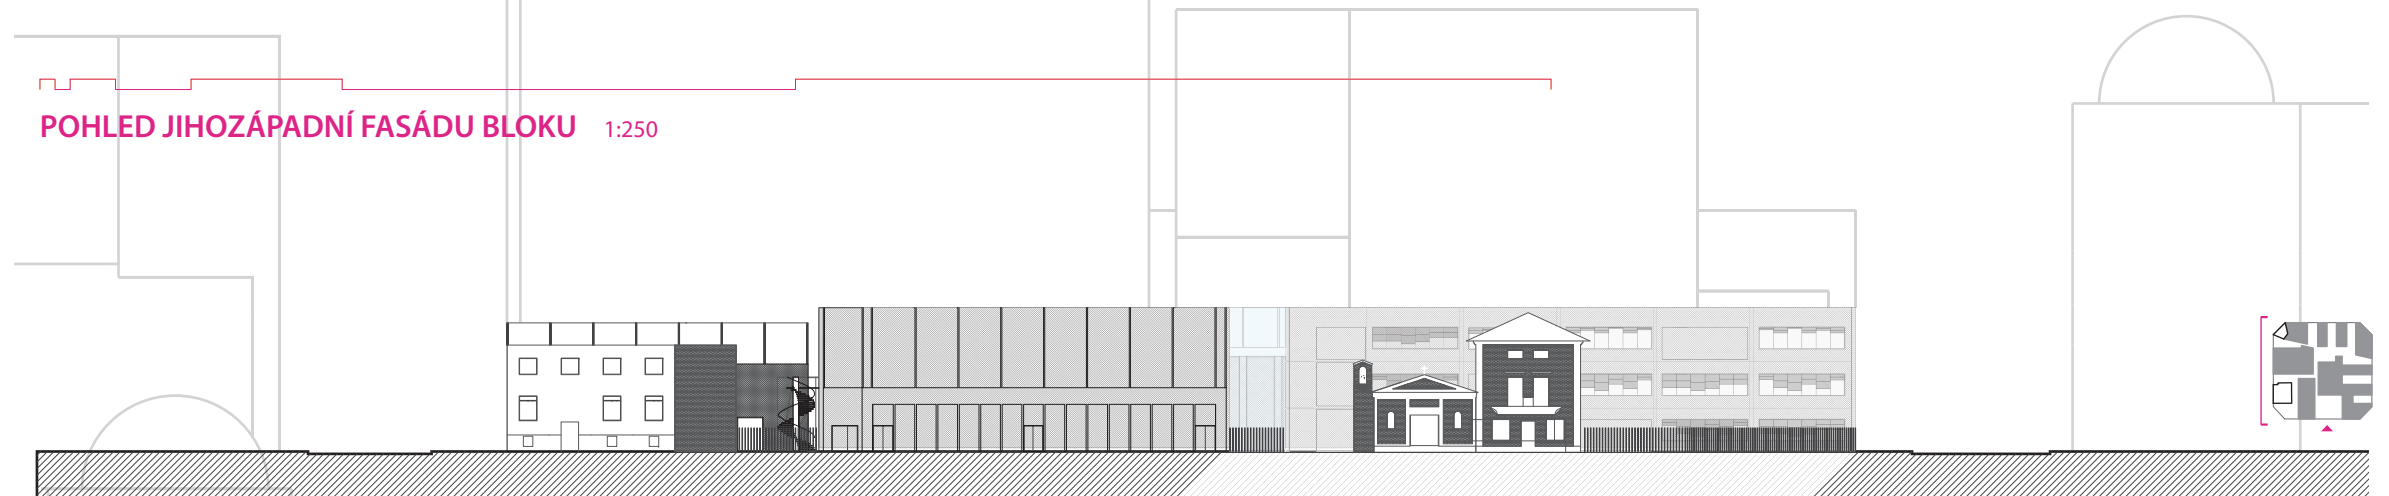 POHLED JIHOZÁPADNÍ FASÁDU BLOKU 1:250